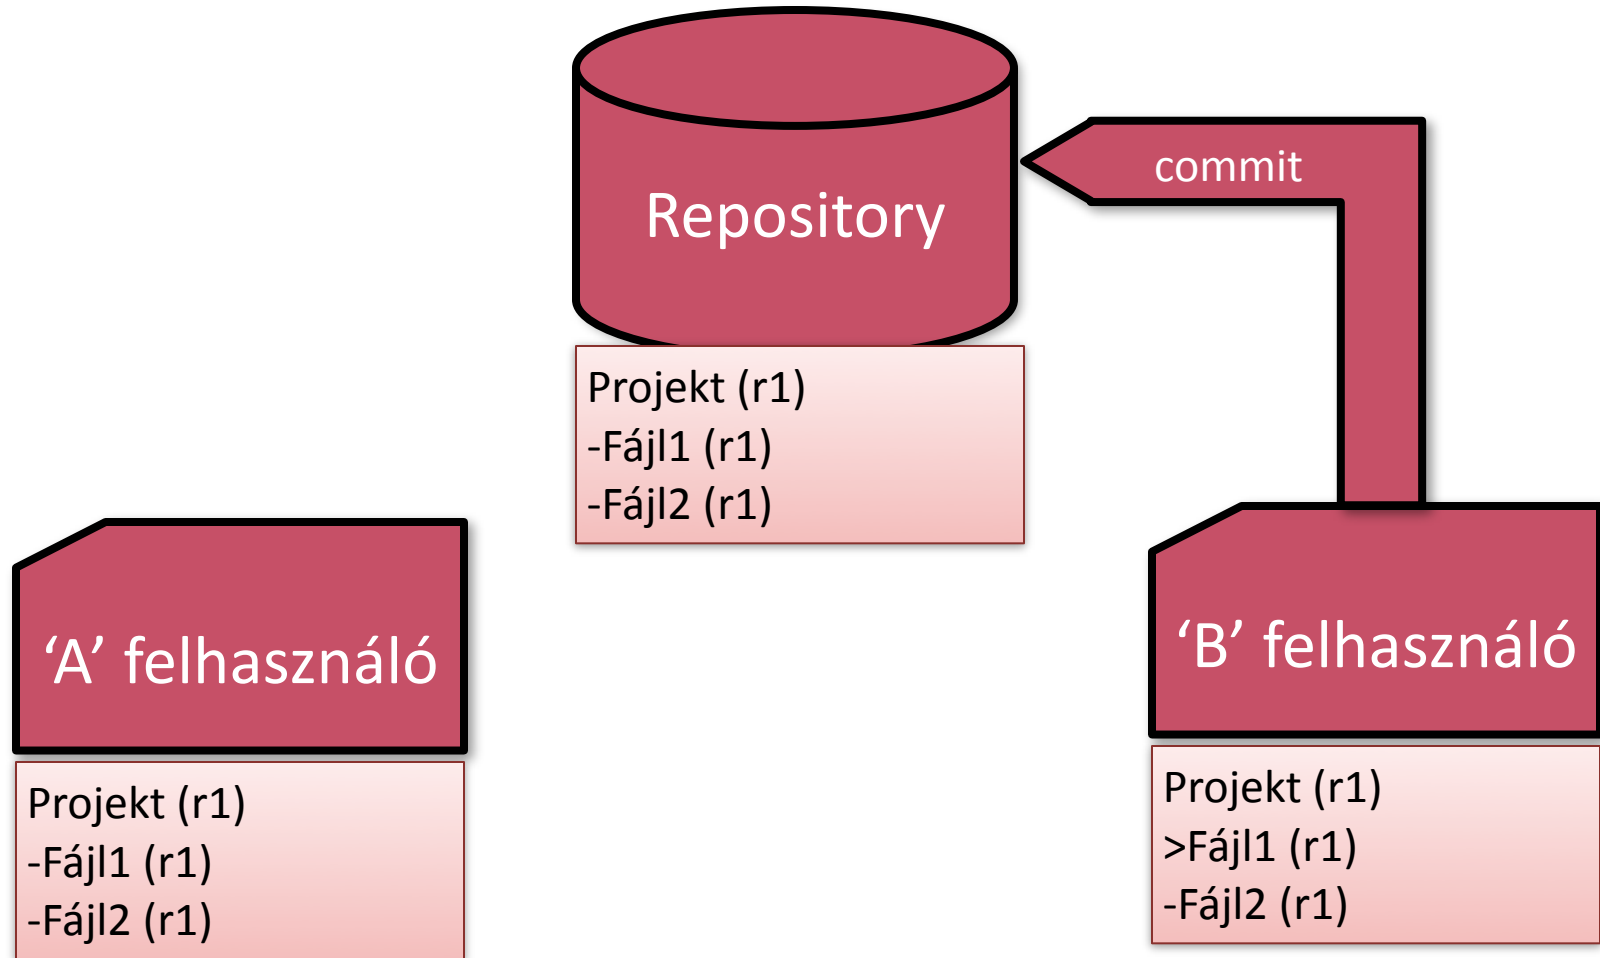 Repository
commit
Projekt (r1)
-Fájl1 (r1)
-Fájl2 (r1)
‘A’ felhasználó
Projekt (r1)
-Fájl1 (r1)
-Fájl2 (r1)
‘B’ felhasználó
Projekt (r1)
>Fájl1 (r1)
-Fájl2 (r1)